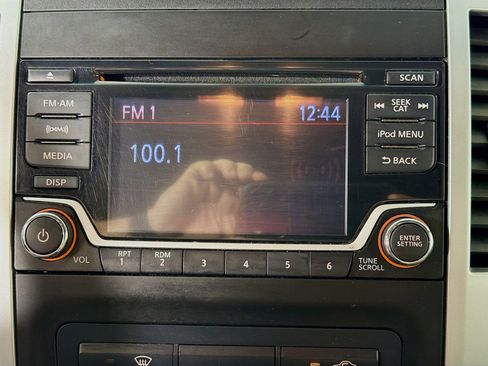 SCAN
FM·AM
SEEK
CAT
FM 1
12:44
((XM))
iPod MENU
100.1
MEDIA
BACK
DISP
ENTER
SETTING
VOL
RPT
1
RDM
2
3
4
5
6
TUNE
SCROLL